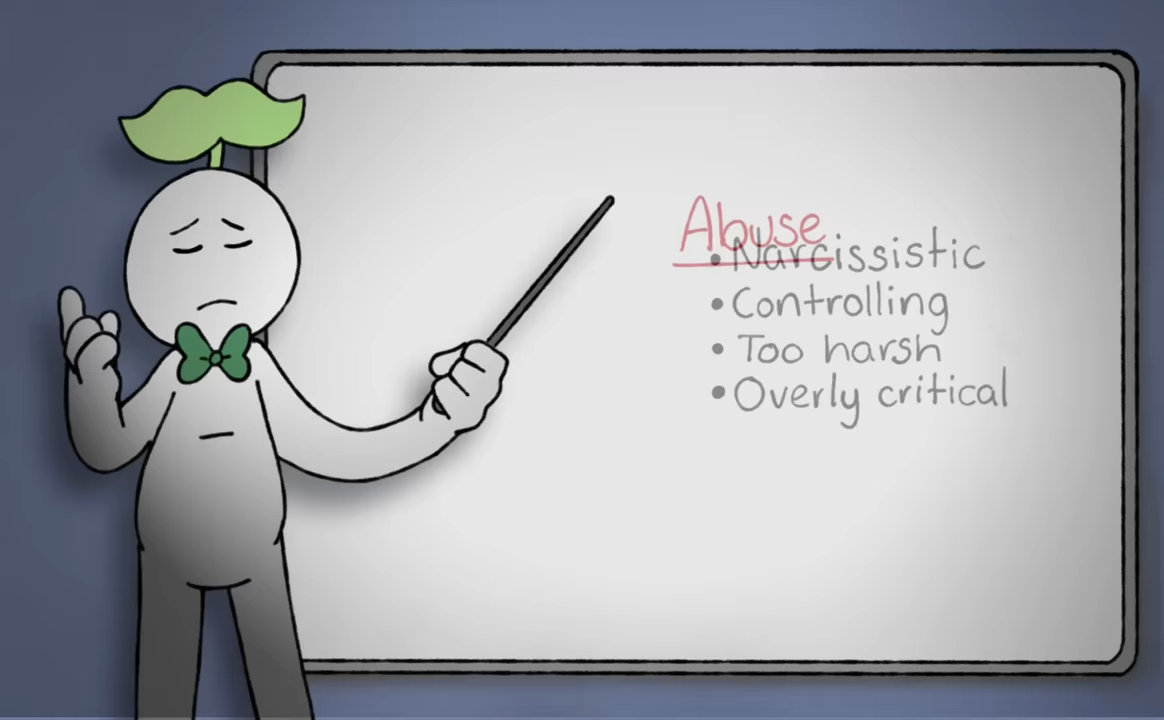 Abuse
• Narcissistic
• Controlling
• Too harsh
• Overly critical